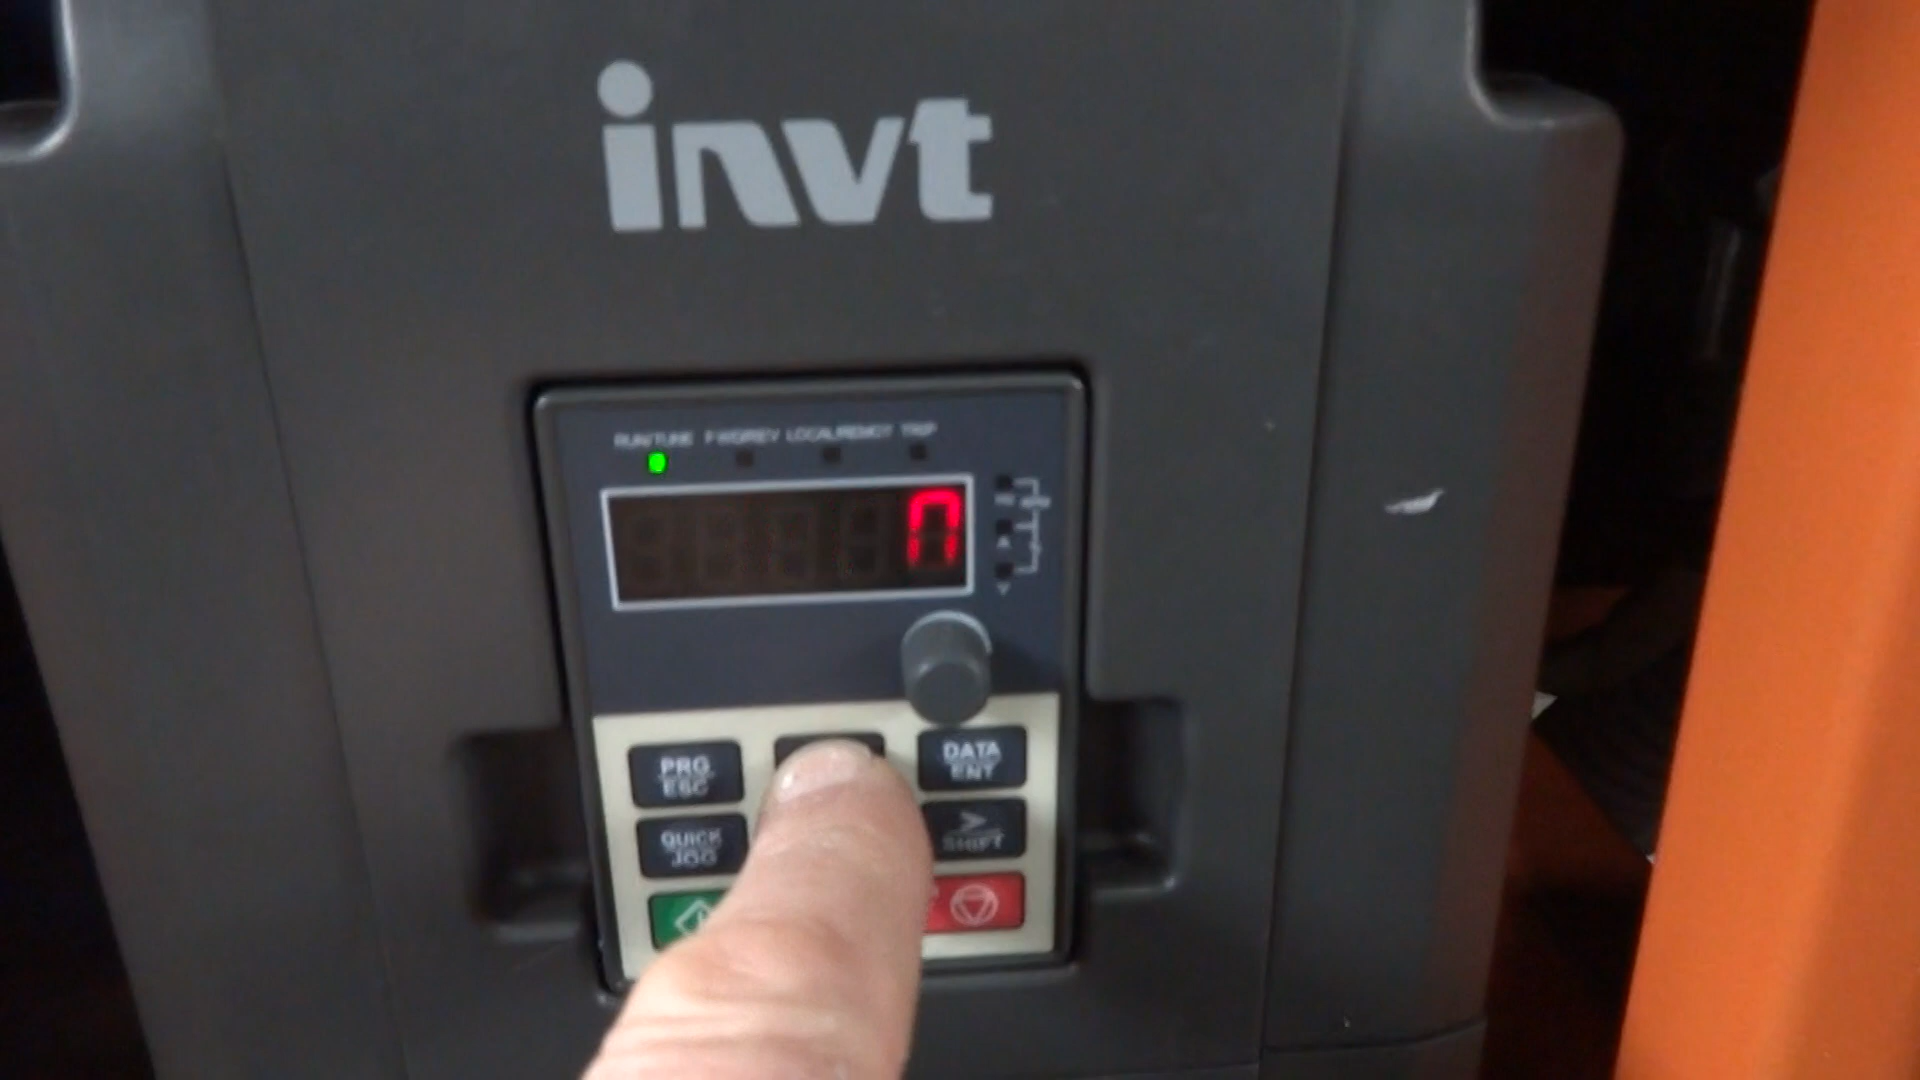 invt
RUN/TUNE FWD/REV LOCAL/REMOT TRIP
A
V
PRG
ESC
DATA
ENT
QUICK
JOG
>
SHIFT